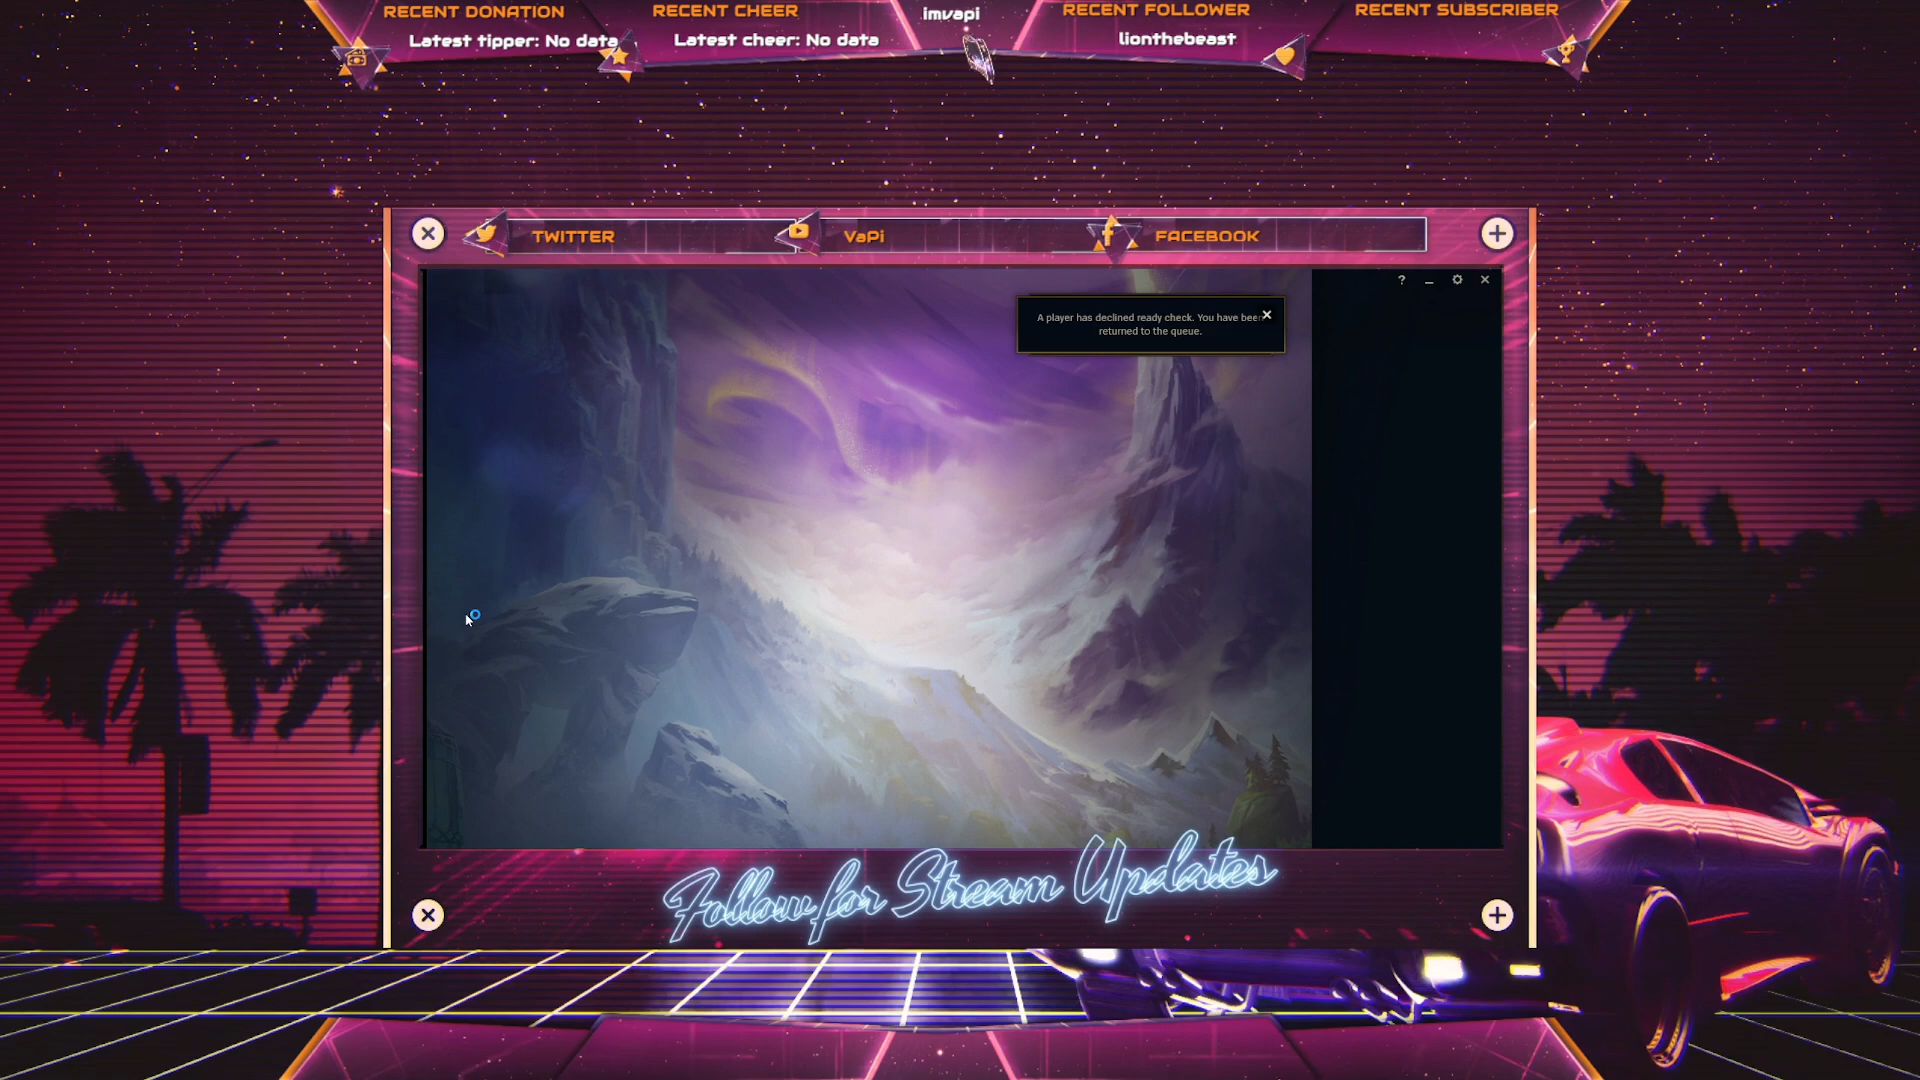 RECENT DONATION
Latest tipper: No data
RECENT CHEER
Latest cheer: No data
imvapi
RECENT FOLLOWER
lionthebeast
RECENT SUBSCRIBER
TWITTER
VaPi
FACEBOOK
?
A player has declined ready check. You have been
returned to the queue.
Follow for Stream Updates